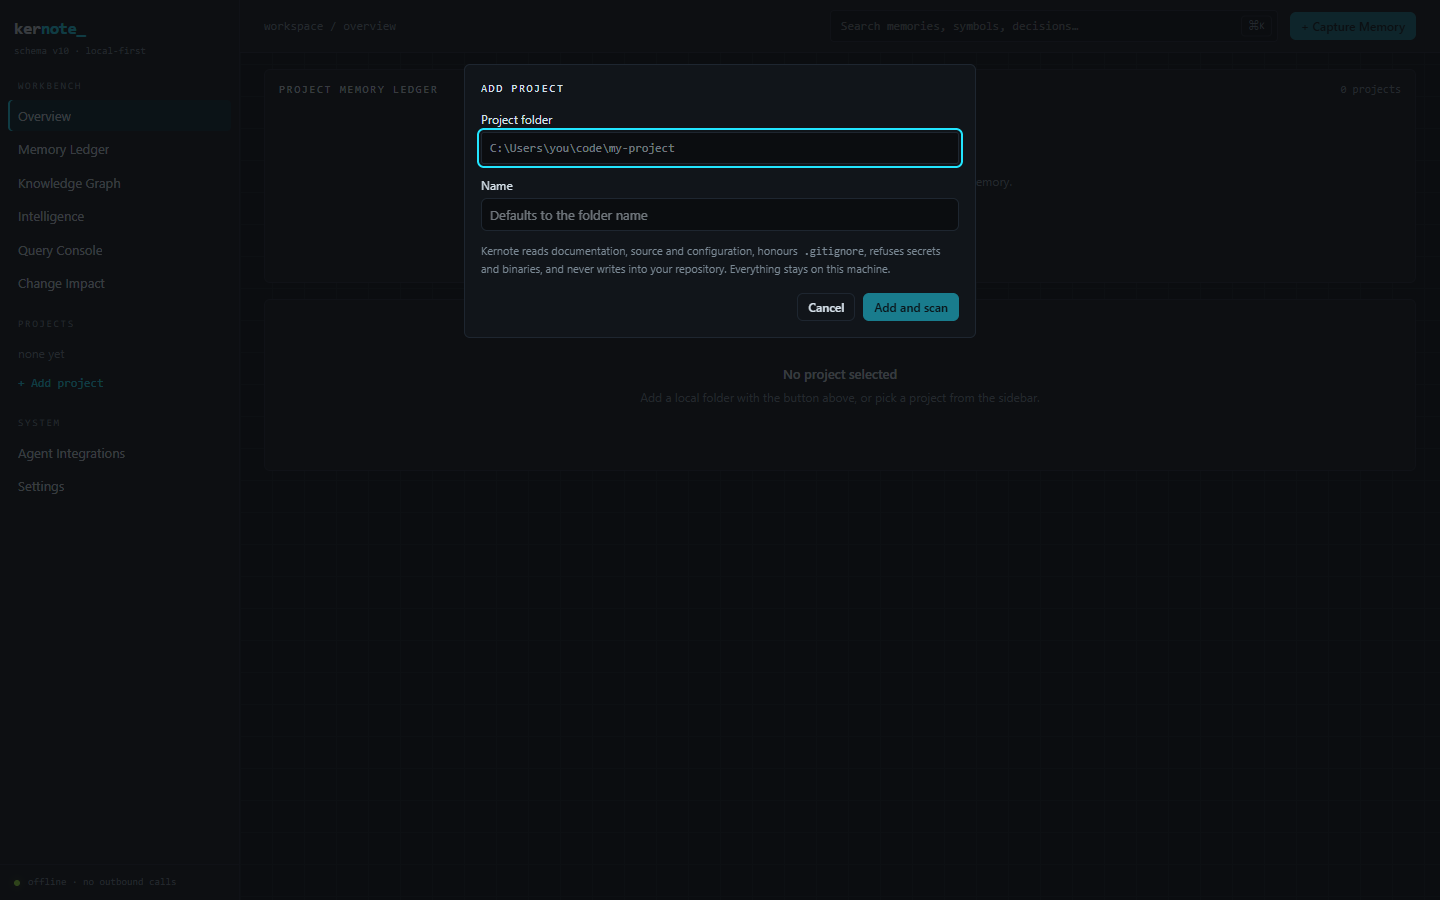 kernote_
schema v10 · local-first
WORKBENCH
Overview
Memory Ledger
Knowledge Graph
Intelligence
Query Console
Change Impact
PROJECTS
none yet
+ Add project
SYSTEM
Agent Integrations
Settings
offline · no outbound calls
workspace / overview
Search memories, symbols, decisions…
⌘K
+ Capture Memory
PROJECT MEMORY LEDGER
0 projects
emory.
ADD PROJECT
Project folder
C:\Users\you\code\my-project
Name
Defaults to the folder name
Kernote reads documentation, source and configuration, honours .gitignore, refuses secrets
and binaries, and never writes into your repository. Everything stays on this machine.
Cancel
Add and scan
No project selected
Add a local folder with the button above, or pick a project from the sidebar.